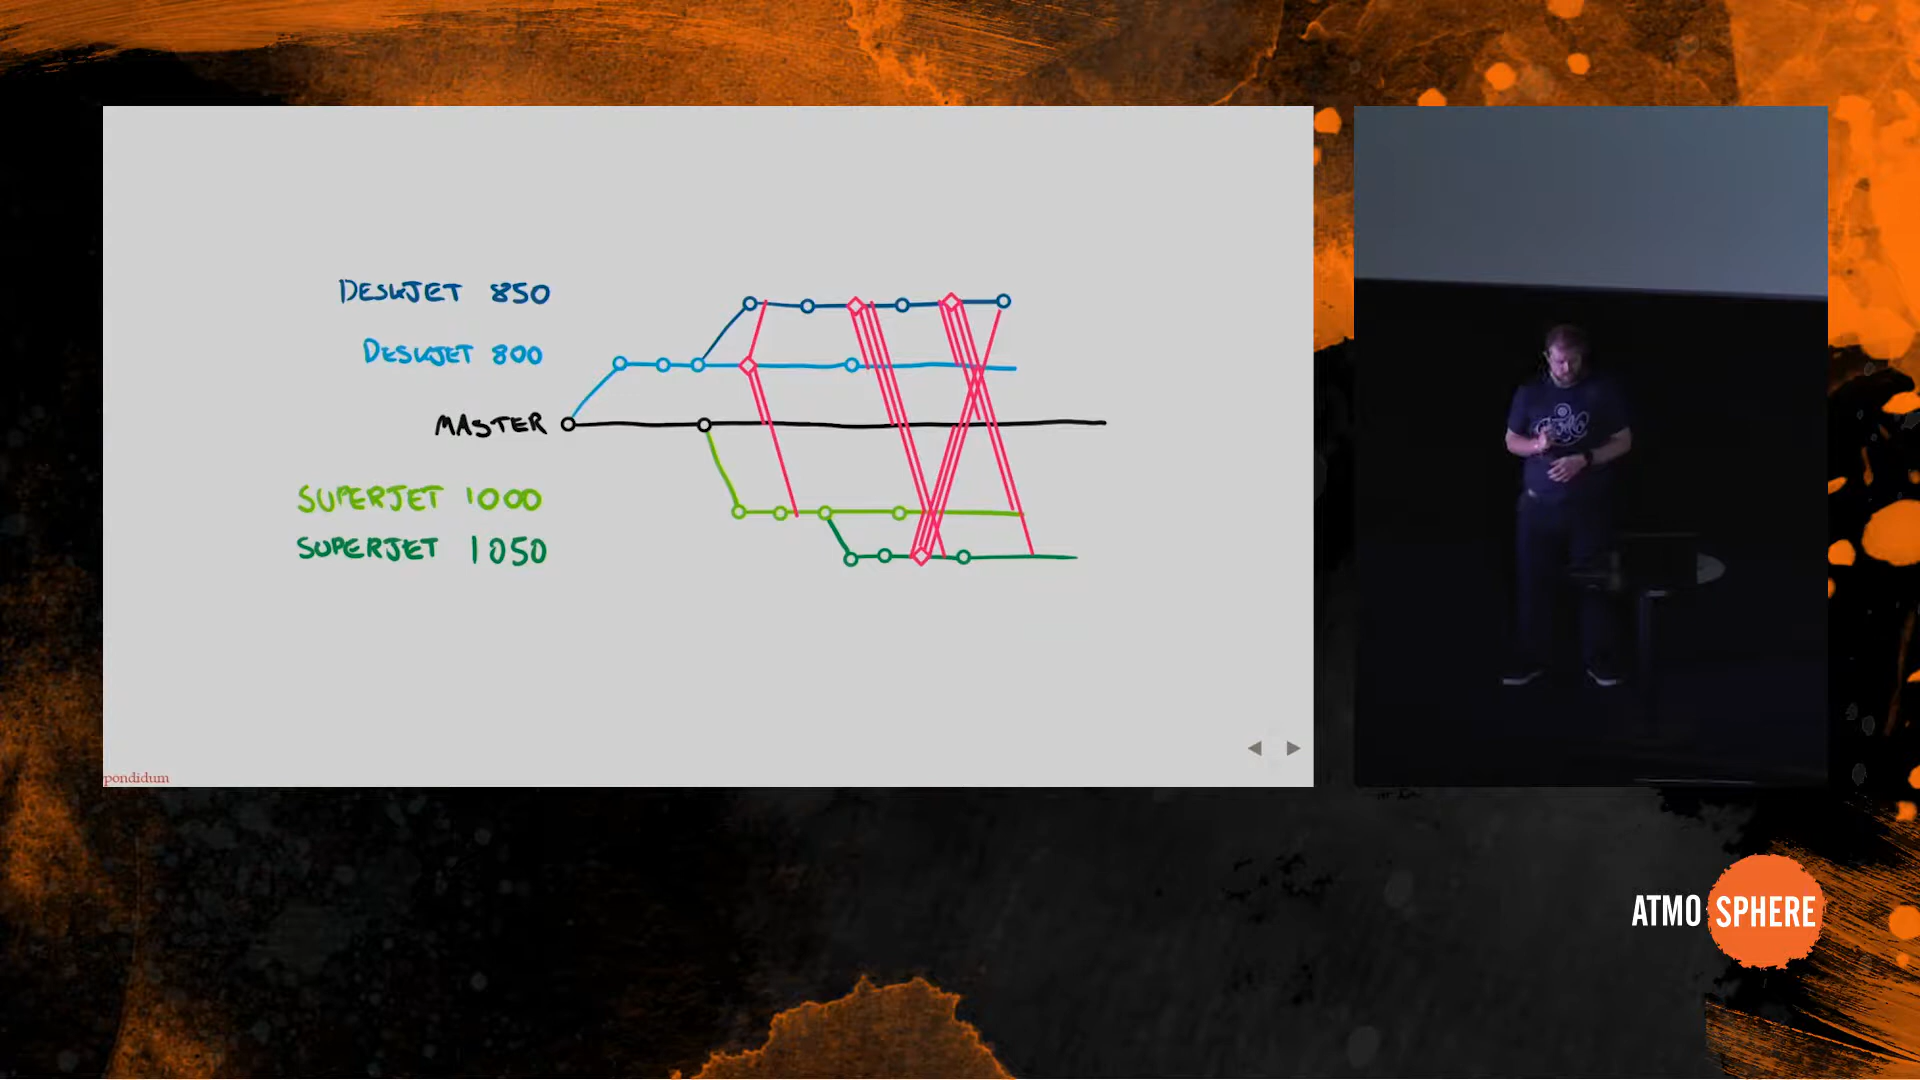 DESKJET 850
DESKJET 800
MASTER
SUPERJET 1000
SUPERJET 1050
pondidum
ATMO SPHERE